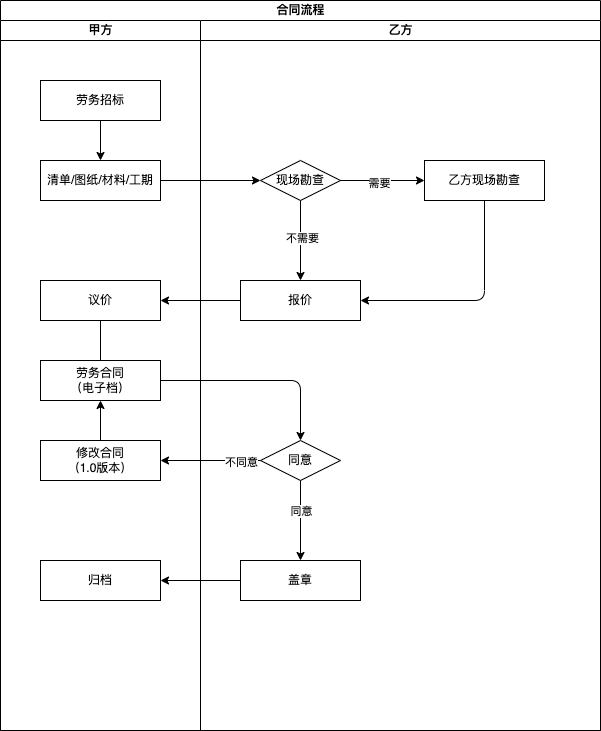 合同流程
甲方
乙方
劳务招标
清单/图纸/材料/工期
现场勘查
需要
乙方现场勘查
不需要
议价
报价
劳务合同
(电子档)
修改合同
(1.0版本)
不同意
同意
同意
归档
盖章